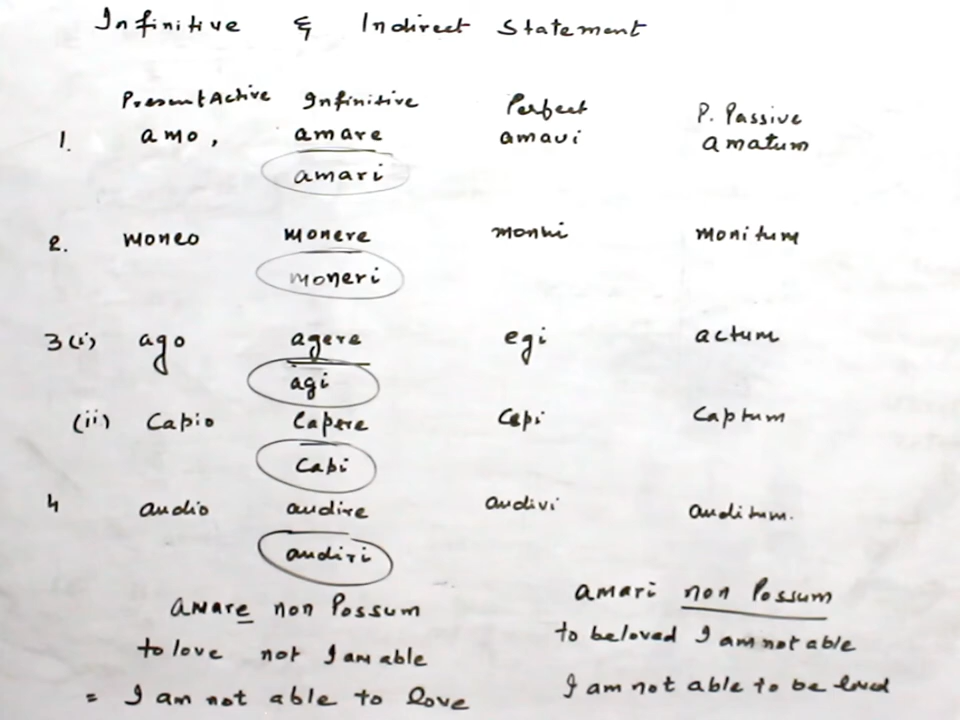 Infinitive & Indirect Statement
Present Active Infinitive Perfect P. Passive
1. amo, amare amavi amatum
amari
2. moneo monere monui monitum
moneri
3(i) ago agere egi actum
agi
(ii) Capio Capere Cepi Captum
Capi
4 audio audire audivi auditum.
audiri
amare non Possum
to love not I am able
= I am not able to love
amari non Possum
to beloved I am not able
I am not able to be loved